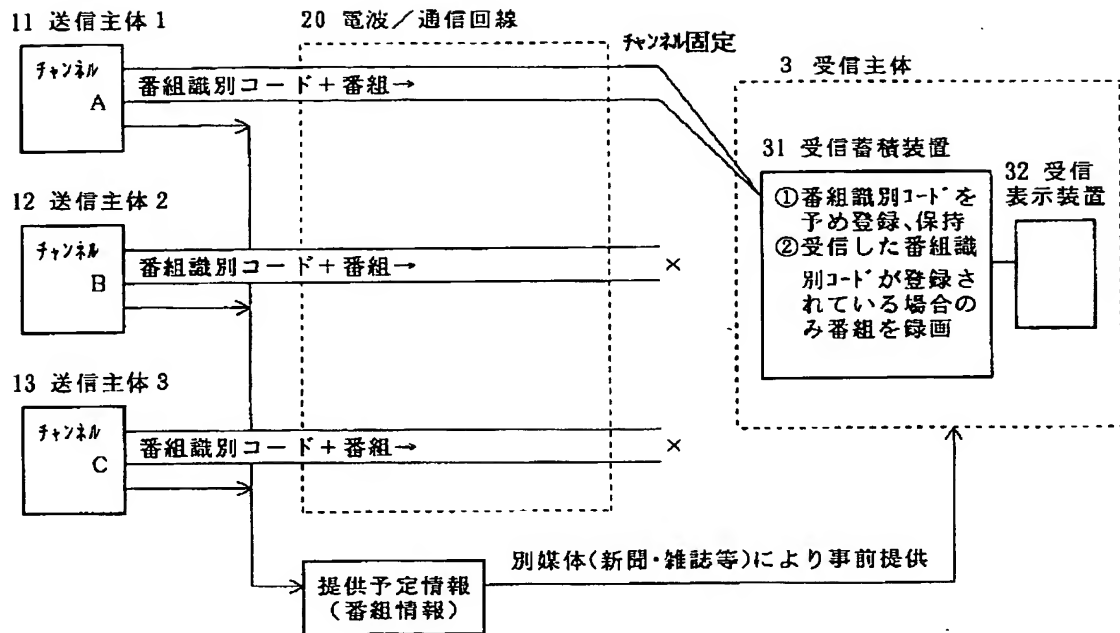 11 送信主体1
20 電波/通信回線
チャンネル固定
3 受信主体
チャンネル
A
番組識別コード+番組→
31 受信蓄積装置
32 受信
表示装置
①番組識別コードを
予め登録、保持
②受信した番組識
別コードが登録さ
れている場合の
み番組を録画
12 送信主体2
チャンネル
B
番組識別コード+番組→
×
13 送信主体3
チャンネル
C
番組識別コード+番組→
×
別媒体(新聞・雑誌等)により事前提供
提供予定情報
(番組情報)